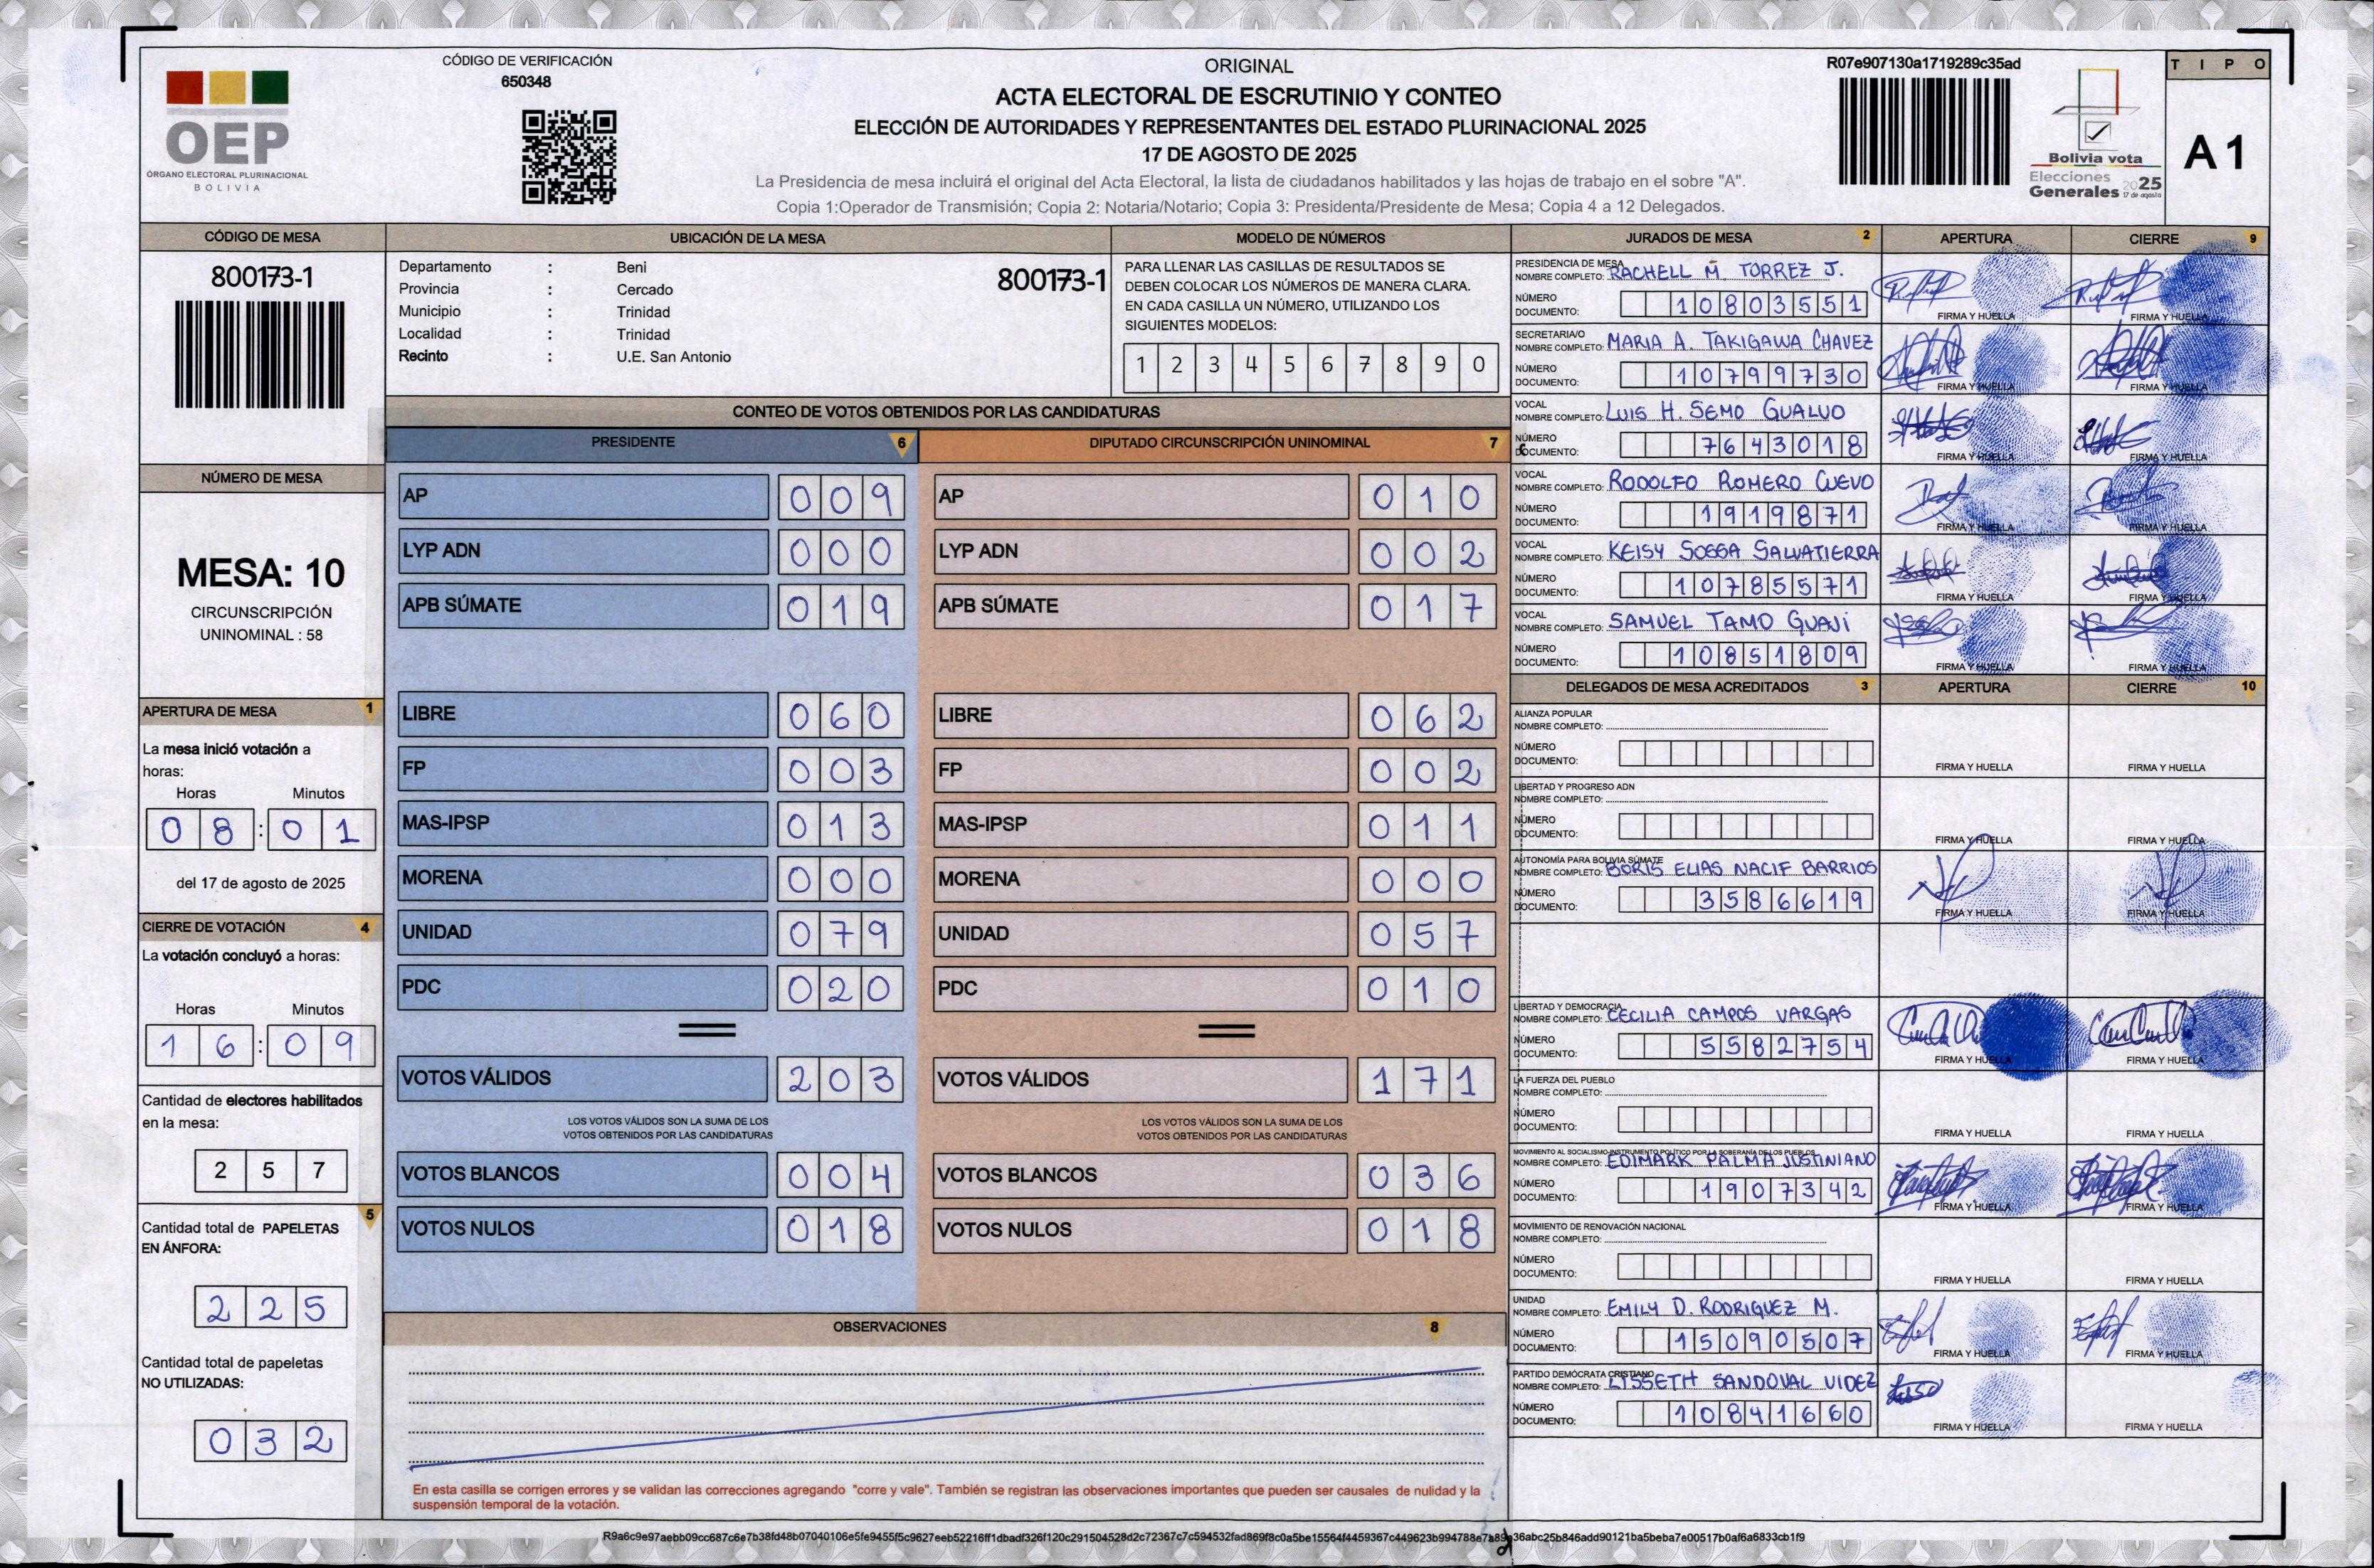 CÓDIGO DE VERIFICACIÓN
650348
OEP
ÓRGANO ELECTORAL PLURINACIONAL
BOLIVIA
ORIGINAL
ACTA ELECTORAL DE ESCRUTINIO Y CONTEO
ELECCIÓN DE AUTORIDADES Y REPRESENTANTES DEL ESTADO PLURINACIONAL 2025
17 DE AGOSTO DE 2025
La Presidencia de mesa incluirá el original del Acta Electoral, la lista de ciudadanos habilitados y las hojas de trabajo en el sobre "A".
Copia 1:Operador de Transmisión; Copia 2: Notaria/Notario; Copia 3: Presidenta/Presidente de Mesa; Copia 4 a 12 Delegados.
R07e907130a1719289c35ad
Bolivia vota
Elecciones
Generales 2025
17 de agosto
TIPO
A1
CÓDIGO DE MESA
800173-1
NÚMERO DE MESA
MESA: 10
CIRCUNSCRIPCIÓN
UNINOMINAL : 58
APERTURA DE MESA 1
La mesa inició votación a
horas:
Horas Minutos
08:01
del 17 de agosto de 2025
CIERRE DE VOTACIÓN 4
La votación concluyó a horas:
Horas Minutos
16:09
Cantidad de electores habilitados
en la mesa:
257
5
Cantidad total de PAPELETAS
EN ÁNFORA:
225
Cantidad total de papeletas
NO UTILIZADAS:
032
UBICACIÓN DE LA MESA
Departamento : Beni
800173-1
Provincia : Cercado
Municipio : Trinidad
Localidad : Trinidad
Recinto : U.E. San Antonio
MODELO DE NÚMEROS
PARA LLENAR LAS CASILLAS DE RESULTADOS SE
DEBEN COLOCAR LOS NÚMEROS DE MANERA CLARA.
EN CADA CASILLA UN NÚMERO, UTILIZANDO LOS
SIGUIENTES MODELOS:
1 2 3 4 5 6 7 8 9 0
CONTEO DE VOTOS OBTENIDOS POR LAS CANDIDATURAS
PRESIDENTE 6
AP 009
LYP ADN 000
APB SÚMATE 019
LIBRE 060
FP 003
MAS-IPSP 013
MORENA 000
UNIDAD 079
PDC 020
VOTOS VÁLIDOS 203
LOS VOTOS VÁLIDOS SON LA SUMA DE LOS
VOTOS OBTENIDOS POR LAS CANDIDATURAS
VOTOS BLANCOS 004
VOTOS NULOS 018
DIPUTADO CIRCUNSCRIPCIÓN UNINOMINAL 7
AP 010
LYP ADN 002
APB SÚMATE 017
LIBRE 062
FP 002
MAS-IPSP 011
MORENA 000
UNIDAD 057
PDC 010
VOTOS VÁLIDOS 171
LOS VOTOS VÁLIDOS SON LA SUMA DE LOS
VOTOS OBTENIDOS POR LAS CANDIDATURAS
VOTOS BLANCOS 036
VOTOS NULOS 018
OBSERVACIONES 8
En esta casilla se corrigen errores y se validan las correcciones agregando "corre y vale". También se registran las observaciones importantes que pueden ser causales de nulidad y la
suspensión temporal de la votación.
JURADOS DE MESA 2 APERTURA CIERRE 9
PRESIDENCIA DE MESA
NOMBRE COMPLETO: RACHELL M. TORREZ J.
NÚMERO
DOCUMENTO: 10803551
FIRMA Y HUELLA FIRMA Y HUELLA
SECRETARIA/O
NOMBRE COMPLETO: MARIA A. TAKIGAWA CHAVEZ
NÚMERO
DOCUMENTO: 10799730
FIRMA Y HUELLA FIRMA Y HUELLA
VOCAL
NOMBRE COMPLETO: LUIS H. SEMO GUALUO
NÚMERO
DOCUMENTO: 7643018
FIRMA Y HUELLA FIRMA Y HUELLA
VOCAL
NOMBRE COMPLETO: RODOLFO ROMERO CUEVO
NÚMERO
DOCUMENTO: 1919871
FIRMA Y HUELLA FIRMA Y HUELLA
VOCAL
NOMBRE COMPLETO: KEISY SOSSA SALVATIERRA
NÚMERO
DOCUMENTO: 10785571
FIRMA Y HUELLA FIRMA Y HUELLA
VOCAL
NOMBRE COMPLETO: SAMUEL TAMO GUAJI
NÚMERO
DOCUMENTO: 10851809
FIRMA Y HUELLA FIRMA Y HUELLA
DELEGADOS DE MESA ACREDITADOS 3 APERTURA CIERRE 10
ALIANZA POPULAR
NOMBRE COMPLETO:
NÚMERO
DOCUMENTO:
FIRMA Y HUELLA FIRMA Y HUELLA
LIBERTAD Y PROGRESO ADN
NOMBRE COMPLETO:
NÚMERO
DOCUMENTO:
FIRMA Y HUELLA FIRMA Y HUELLA
AUTONOMÍA PARA BOLIVIA SÚMATE
NOMBRE COMPLETO: BORIS ELIAS NACIF BARRIOS
NÚMERO
DOCUMENTO: 3586619
FIRMA Y HUELLA FIRMA Y HUELLA
LIBERTAD Y DEMOCRACIA
NOMBRE COMPLETO: CECILIA CAMPOS VARGAS
NÚMERO
DOCUMENTO: 5582754
FIRMA Y HUELLA FIRMA Y HUELLA
LA FUERZA DEL PUEBLO
NOMBRE COMPLETO:
NÚMERO
DOCUMENTO:
FIRMA Y HUELLA FIRMA Y HUELLA
MOVIMIENTO AL SOCIALISMO-INSTRUMENTO POLÍTICO POR LA SOBERANÍA DE LOS PUEBLOS
NOMBRE COMPLETO: EDIMARK PALMA JUSTINIANO
NÚMERO
DOCUMENTO: 1907342
FIRMA Y HUELLA FIRMA Y HUELLA
MOVIMIENTO DE RENOVACIÓN NACIONAL
NOMBRE COMPLETO:
NÚMERO
DOCUMENTO:
FIRMA Y HUELLA FIRMA Y HUELLA
UNIDAD
NOMBRE COMPLETO: EMILY D. RODRIGUEZ M.
NÚMERO
DOCUMENTO: 15090507
FIRMA Y HUELLA FIRMA Y HUELLA
PARTIDO DEMÓCRATA CRISTIANO
NOMBRE COMPLETO: LISSETH SANDOVAL VIDEZ
NÚMERO
DOCUMENTO: 10841660
FIRMA Y HUELLA FIRMA Y HUELLA